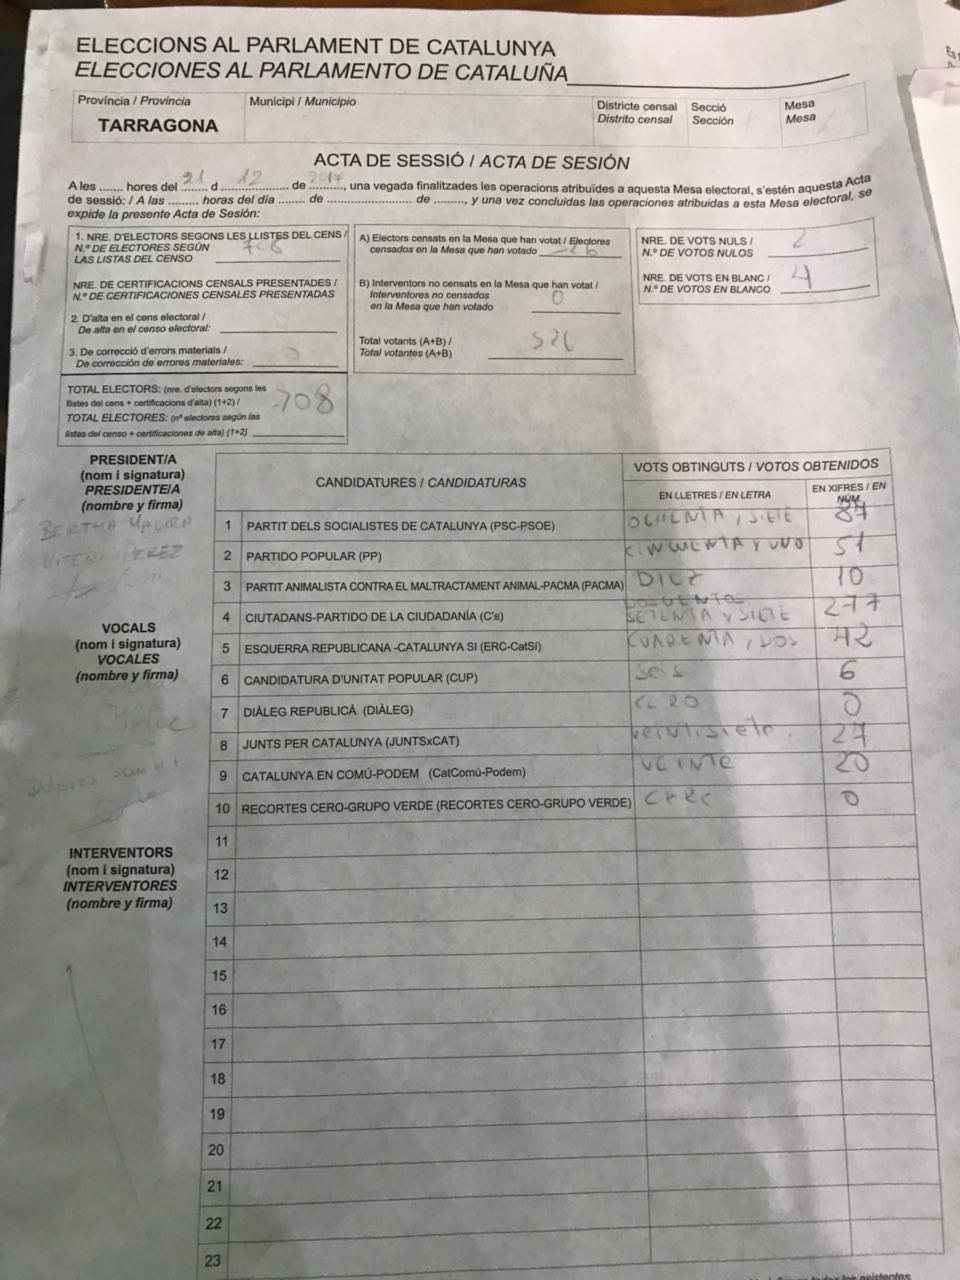 ELECCIONS AL PARLAMENT DE CATALUNYA
ELECCIONES AL PARLAMENTO DE CATALUÑA
Provincia / Provincia
TARRAGONA
Municipi / Municipio
Districte censal
Distrito censal
Secció
Sección
Mesa
Mesa
ACTA DE SESSIÓ / ACTA DE SESIÓN
A les ....... hores del 21 d 12 de 2017, una vegada finalitzades les operacions atribuïdes a aquesta Mesa electoral, s'estén aquesta Acta
de sessió: / A las ......... horas del día ........ de .................... de ........., y una vez concluidas las operaciones atribuidas a esta Mesa electoral, se
expide la presente Acta de Sesión:
1. NRE. D'ELECTORS SEGONS LES LLISTES DEL CENS /
N.º DE ELECTORES SEGÚN
LAS LISTAS DEL CENSO 708
NRE. DE CERTIFICACIONS CENSALS PRESENTADES /
N.º DE CERTIFICACIONES CENSALES PRESENTADAS
2. D'alta en el cens electoral /
De alta en el censo electoral: 0
3. De correcció d'errors materials /
De corrección de errores materiales: 0
TOTAL ELECTORS: (nre. d'electors segons les
llistes del cens + certificacions d'alta) (1+2) /
TOTAL ELECTORES: (nº electores según las
listas del censo + certificaciones de alta) (1+2) 708
A) Electors censats en la Mesa que han votat / Electores
censados en la Mesa que han votado 526
B) Interventors no censats en la Mesa que han votat /
Interventores no censados
en la Mesa que han votado 0
Total votants (A+B) /
Total votantes (A+B) 526
NRE. DE VOTS NULS /
N.º DE VOTOS NULOS 2
NRE. DE VOTS EN BLANC /
N.º DE VOTOS EN BLANCO 4
PRESIDENT/A
(nom i signatura)
PRESIDENTE/A
(nombre y firma)
BERTHA
VITERI PEREZ
VOCALS
(nom i signatura)
VOCALES
(nombre y firma)
Dolores
INTERVENTORS
(nom i signatura)
INTERVENTORES
(nombre y firma)
CANDIDATURES / CANDIDATURAS
VOTS OBTINGUTS / VOTOS OBTENIDOS
EN LLETRES / EN LETRA
EN XIFRES / EN NÚM.
1 PARTIT DELS SOCIALISTES DE CATALUNYA (PSC-PSOE) OCHENTA y SIETE 87
2 PARTIDO POPULAR (PP) CINCUENTA Y UNO 51
3 PARTIT ANIMALISTA CONTRA EL MALTRACTAMENT ANIMAL-PACMA (PACMA) DIEZ 10
4 CIUTADANS-PARTIDO DE LA CIUDADANÍA (C's) DOSCIENTOS SETENTA y SIETE 277
5 ESQUERRA REPUBLICANA -CATALUNYA SI (ERC-CatSí) CUARENTA y DOS 42
6 CANDIDATURA D'UNITAT POPULAR (CUP) Seis 6
7 DIÀLEG REPUBLICÀ (DIÀLEG) CERO 0
8 JUNTS PER CATALUNYA (JUNTSxCAT) Veintisiete. 27
9 CATALUNYA EN COMÚ-PODEM (CatComú-Podem) VEINTE 20
10 RECORTES CERO-GRUPO VERDE (RECORTES CERO-GRUPO VERDE) CERO 0
11
12
13
14
15
16
17
18
19
20
21
22
23